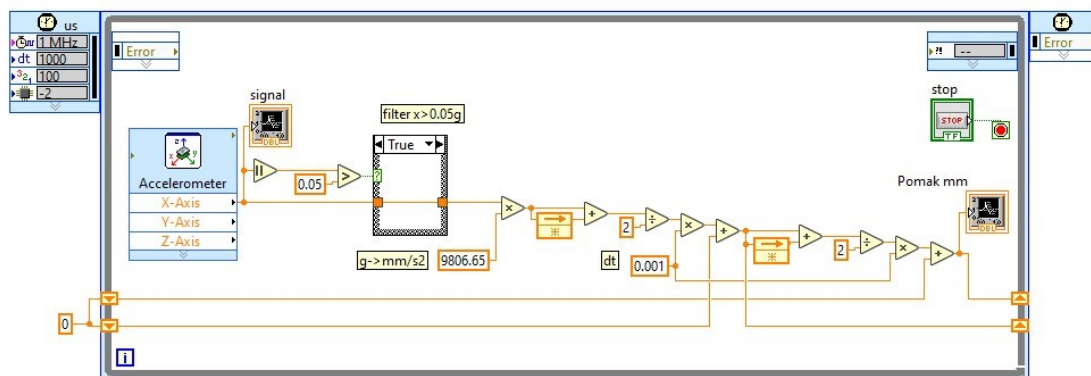 us
1 MHz
dt 1000
321 100
-2
Error
signal
DBL
filter x>0.05g
True
?
Accelerometer
X-Axis
Y-Axis
Z-Axis
0.05
>
g->mm/s2
9806.65
x
+
2
÷
x
+
dt
0.001
+
2
÷
x
+
Pomak mm
DBL
?! --
stop
STOP
TF
Error
0
i